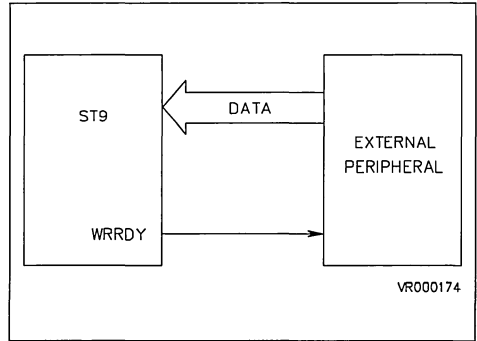 ST9
DATA
EXTERNAL
PERIPHERAL
WRRDY
VR000174